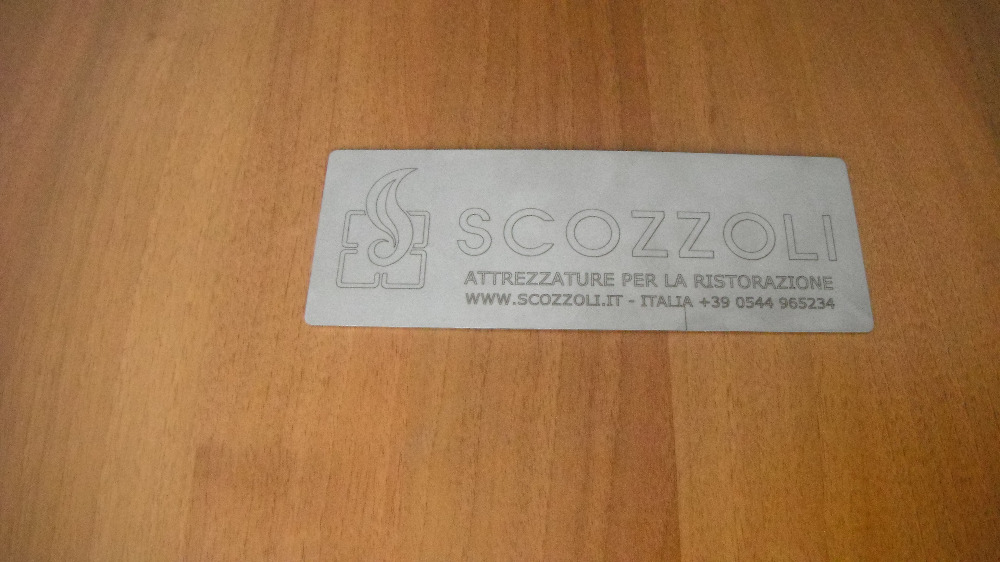 SCOZZOLI
ATTREZZATURE PER LA RISTORAZIONE
WWW.SCOZZOLI.IT - ITALIA +39 0544 965234